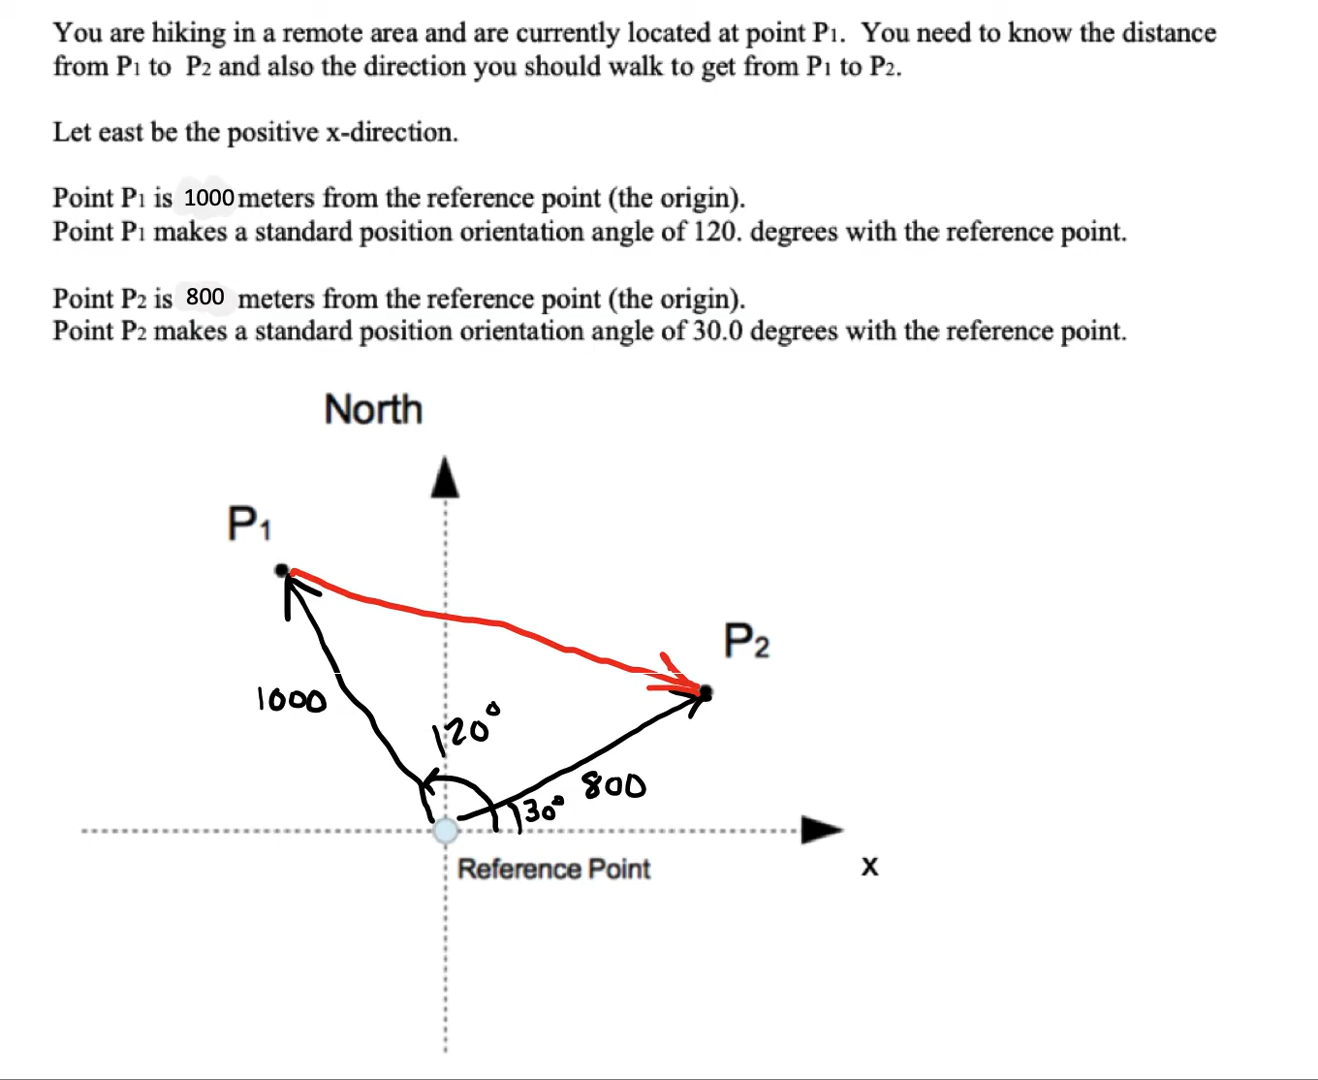 You are hiking in a remote area and are currently located at point P1. You need to know the distance
from P1 to P2 and also the direction you should walk to get from P1 to P2.
Let east be the positive x-direction.
Point P1 is 1000 meters from the reference point (the origin).
Point P1 makes a standard position orientation angle of 120. degrees with the reference point.
Point P2 is 800 meters from the reference point (the origin).
Point P2 makes a standard position orientation angle of 30.0 degrees with the reference point.
North
P1
P2
1000
120°
800
30°
Reference Point
x